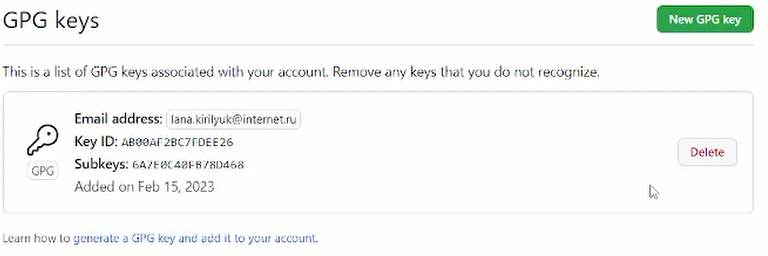 GPG keys
New GPG key
This is a list of GPG keys associated with your account. Remove any keys that you do not recognize.
Email address: lana.kirilyuk@internet.ru
Key ID: AB00AF2BC7FDEE26
Subkeys: 6A7E0C40FB78D468
GPG
Added on Feb 15, 2023
Delete
Learn how to generate a GPG key and add it to your account.